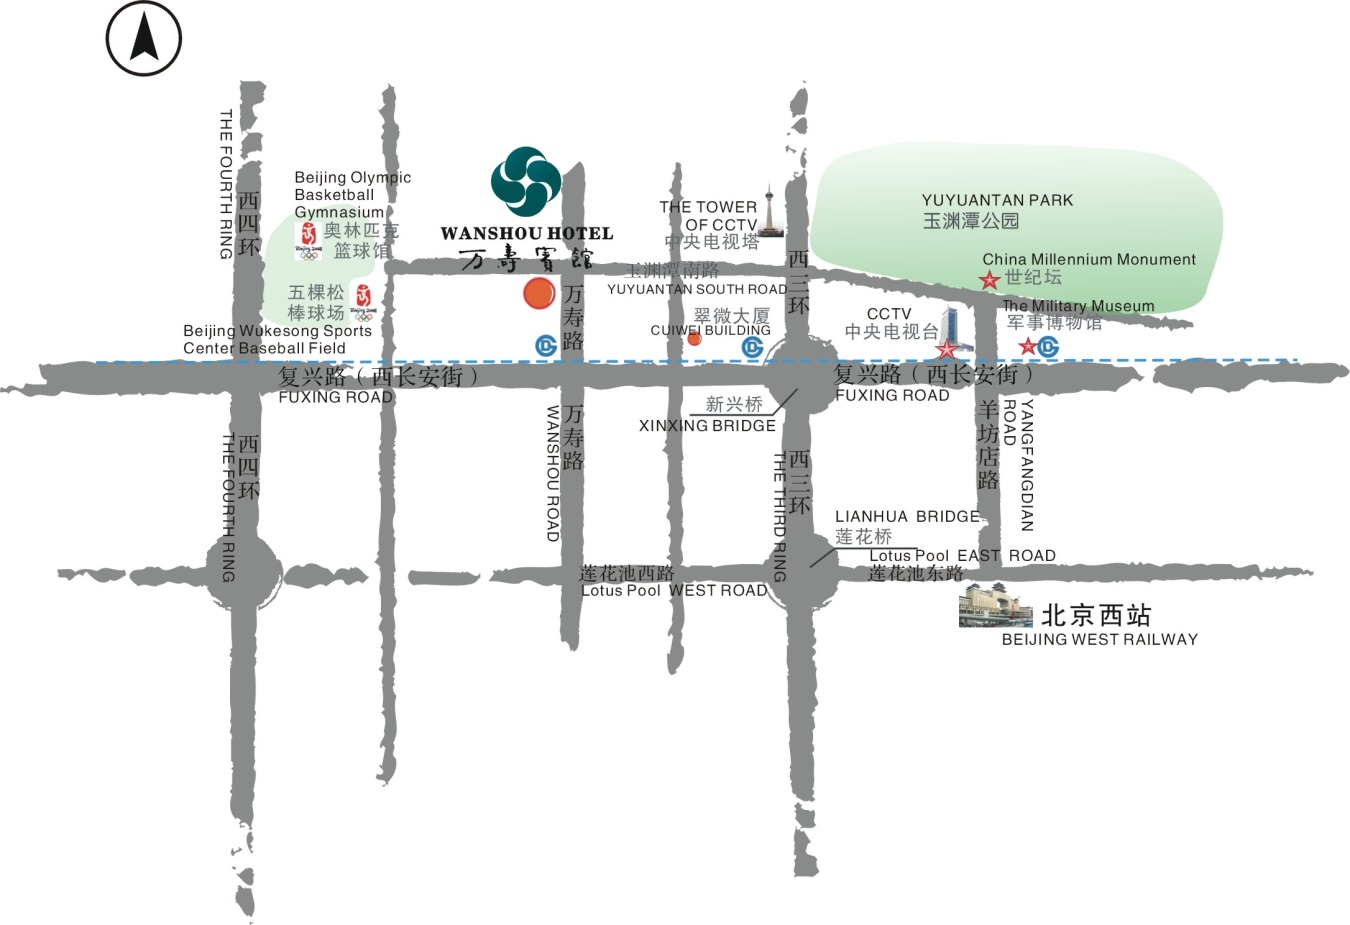 THE FOURTH RING
西四环
Beijing Olympic
Basketball
Gymnasium
奥林匹克
篮球馆
五棵松
棒球场
Beijing Wukesong Sports
Center Baseball Field
WANSHOU HOTEL
万壽賓館
万寿路
THE TOWER
OF CCTV
中央电视塔
玉渊潭南路
YUYUANTAN SOUTH ROAD
翠微大厦
CUIWEI BUILDING
西三环
YUYUANTAN PARK
玉渊潭公园
China Millennium Monument
世纪坛
The Military Museum
军事博物馆
CCTV
中央电视台
复兴路（西长安街）
FUXING ROAD
复兴路（西长安街）
FUXING ROAD
新兴桥
XINXING BRIDGE
西四环
THE FOURTH RING
万寿路
WANSHOU ROAD
西三环
THE THIRD RING
羊坊店路
YANGFANGDIAN
ROAD
LIANHUA BRIDGE
莲花桥
Lotus Pool EAST ROAD
莲花池东路
莲花池西路
Lotus Pool WEST ROAD
北京西站
BEIJING WEST RAILWAY